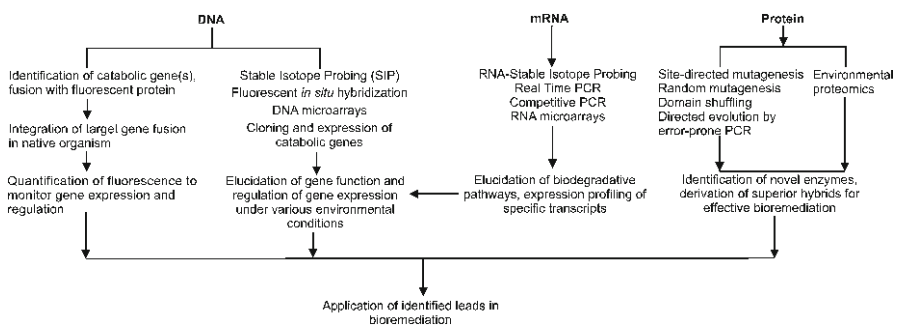 DNA
mRNA
Protein
Identification of catabolic gene(s),
fusion with fluorescent protein
Integration of larget gene fusion
in native organism
Quantification of fluorescence to
monitor gene expression and
regulation
Stable Isotope Probing (SIP)
Fluorescent in situ hybridization
DNA microarrays
Cloning and expression of
catabolic genes
Elucidation of gene function and
regulation of gene expression
under various environmental
conditions
RNA-Stable Isotope Probing
Real Time PCR
Competitive PCR
RNA microarrays
Elucidation of biodegradative
pathways, expression profiling of
specific transcripts
Site-directed mutagenesis
Random mutagenesis
Domain shuffling
Directed evolution by
error-prone PCR
Environmental
proteomics
Identification of novel enzymes,
derivation of superior hybrids for
effective bioremediation
Application of identified leads in
bioremediation